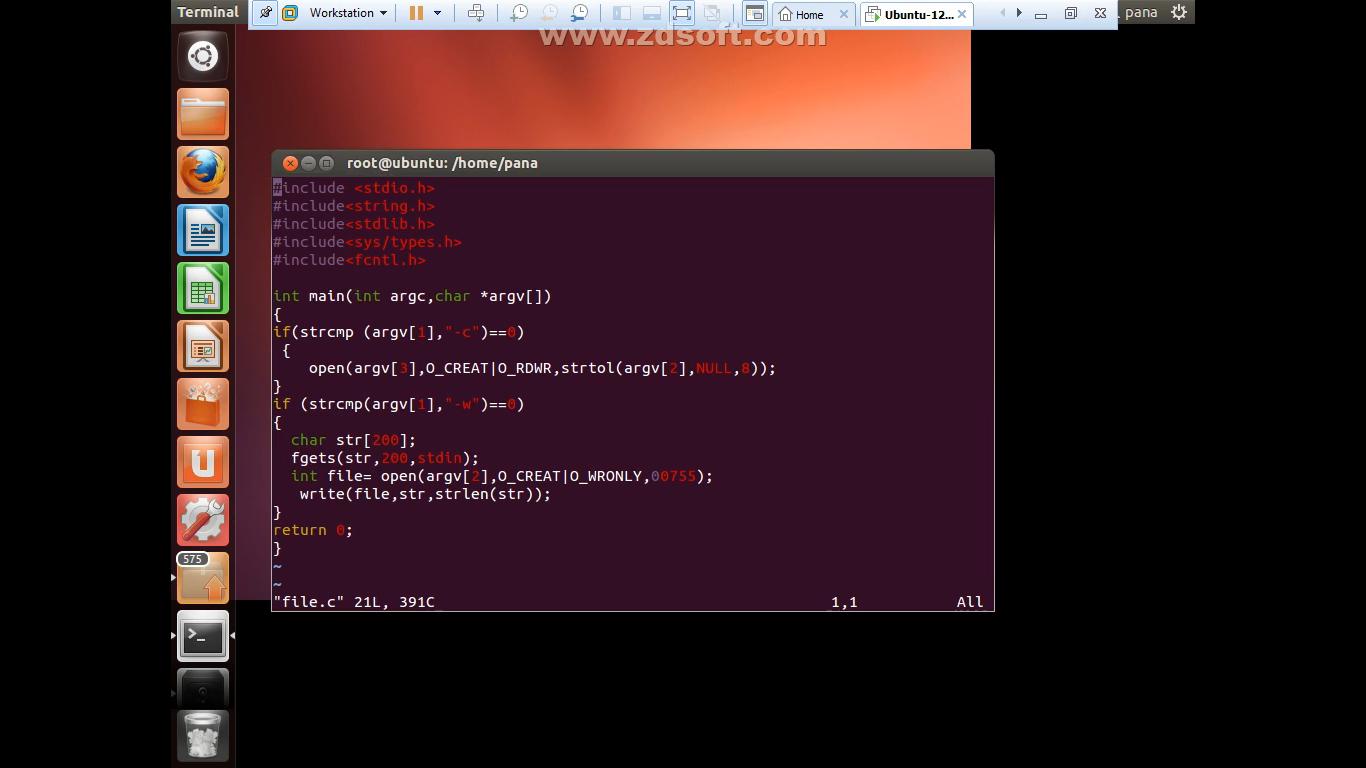 Terminal
Workstation
Home
Ubuntu-12...
pana
www.zdsoft.com
root@ubuntu: /home/pana
#include <stdio.h>
#include<string.h>
#include<stdlib.h>
#include<sys/types.h>
#include<fcntl.h>
int main(int argc,char *argv[])
{
if(strcmp (argv[1],"-c")==0)
 {
    open(argv[3],O_CREAT|O_RDWR,strtol(argv[2],NULL,8));
}
if (strcmp(argv[1],"-w")==0)
{
  char str[200];
  fgets(str,200,stdin);
  int file= open(argv[2],O_CREAT|O_WRONLY,00755);
   write(file,str,strlen(str));
}
return 0;
}
~
~
"file.c" 21L, 391C 1,1 All
575